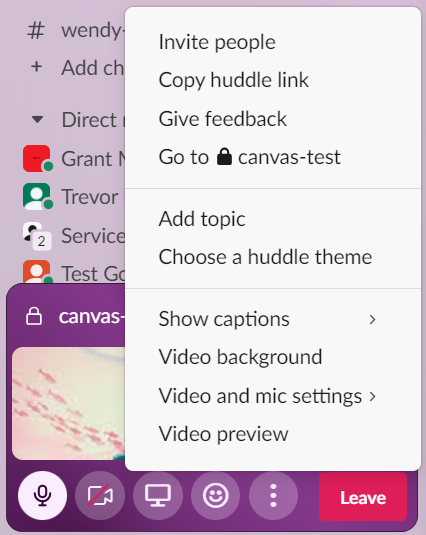 # wendy-
Invite people
+ Add ch
Copy huddle link
Direct
Give feedback
Grant
Go to canvas-test
Trevor
Add topic
Service
2
Choose a huddle theme
Test Go
canvas-
Show captions >
Video background
Video and mic settings >
Video preview
Leave